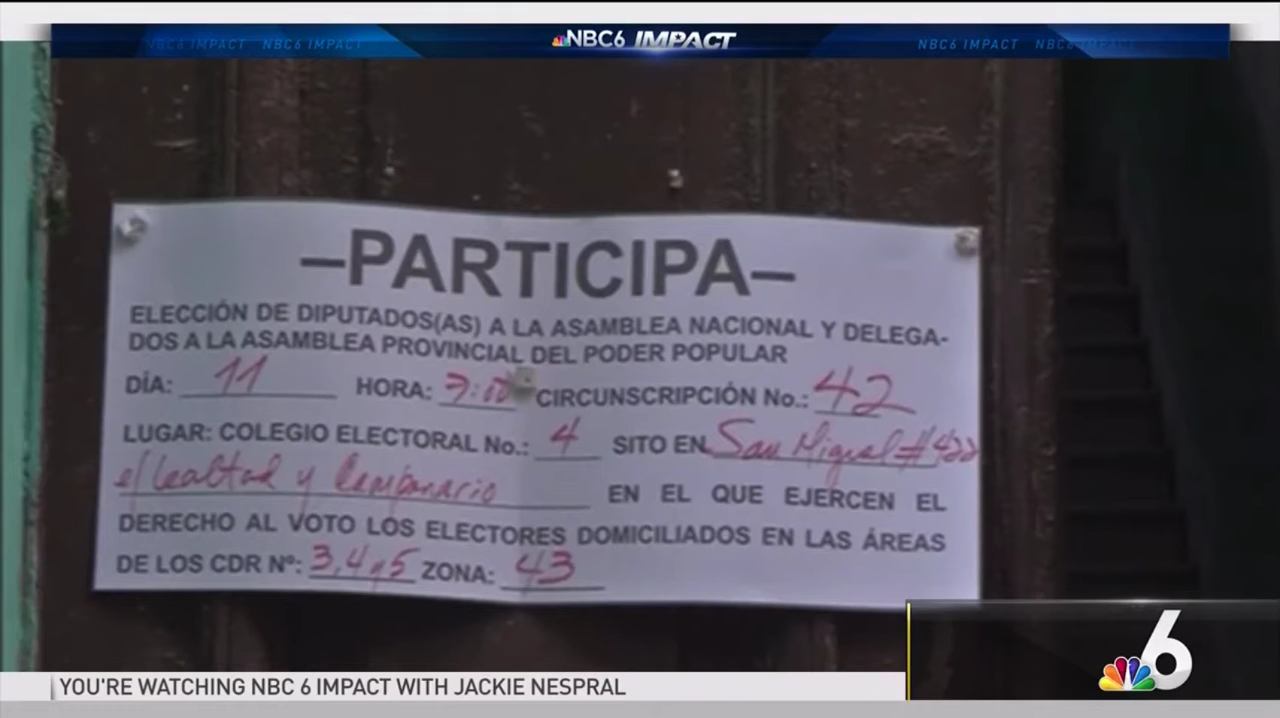 NBC6 IMPACT NBC6 IMPACT NBC6 IMPACT NBC6 IMPACT NBC6 IMPACT
–PARTICIPA–
ELECCIÓN DE DIPUTADOS(AS) A LA ASAMBLEA NACIONAL Y DELEGA-
DOS A LA ASAMBLEA PROVINCIAL DEL PODER POPULAR
DÍA: 11 HORA: 7:00 CIRCUNSCRIPCIÓN No.: 42
LUGAR: COLEGIO ELECTORAL No.: 4 SITO EN San Miguel #422
e/ Lealtad y Campanario EN EL QUE EJERCEN EL
DERECHO AL VOTO LOS ELECTORES DOMICILIADOS EN LAS ÁREAS
DE LOS CDR Nº: 3,4 y 5 ZONA: 43
6
YOU'RE WATCHING NBC 6 IMPACT WITH JACKIE NESPRAL